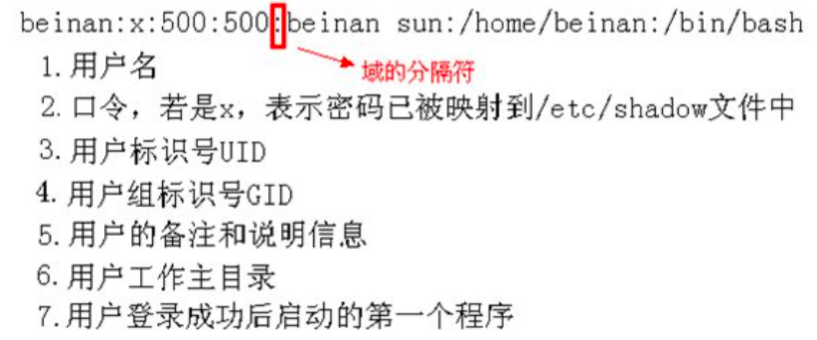 beinan:x:500:500:beinan sun:/home/beinan:/bin/bash
域的分隔符
1.用户名
2.口令，若是x，表示密码已被映射到/etc/shadow文件中
3.用户标识号UID
4.用户组标识号GID
5.用户的备注和说明信息
6.用户工作主目录
7.用户登录成功后启动的第一个程序